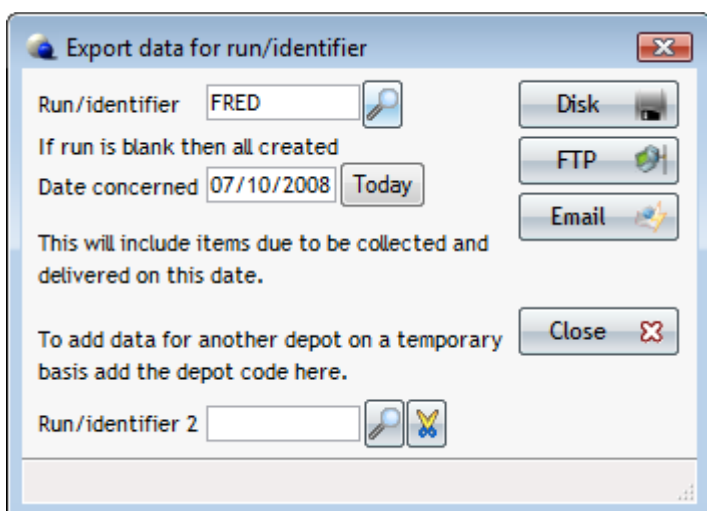 Export data for run/identifier
Run/identifier FRED
Disk
If run is blank then all created
FTP
Date concerned 07/10/2008 Today
Email
This will include items due to be collected and
delivered on this date.
Close
To add data for another depot on a temporary
basis add the depot code here.
Run/identifier 2